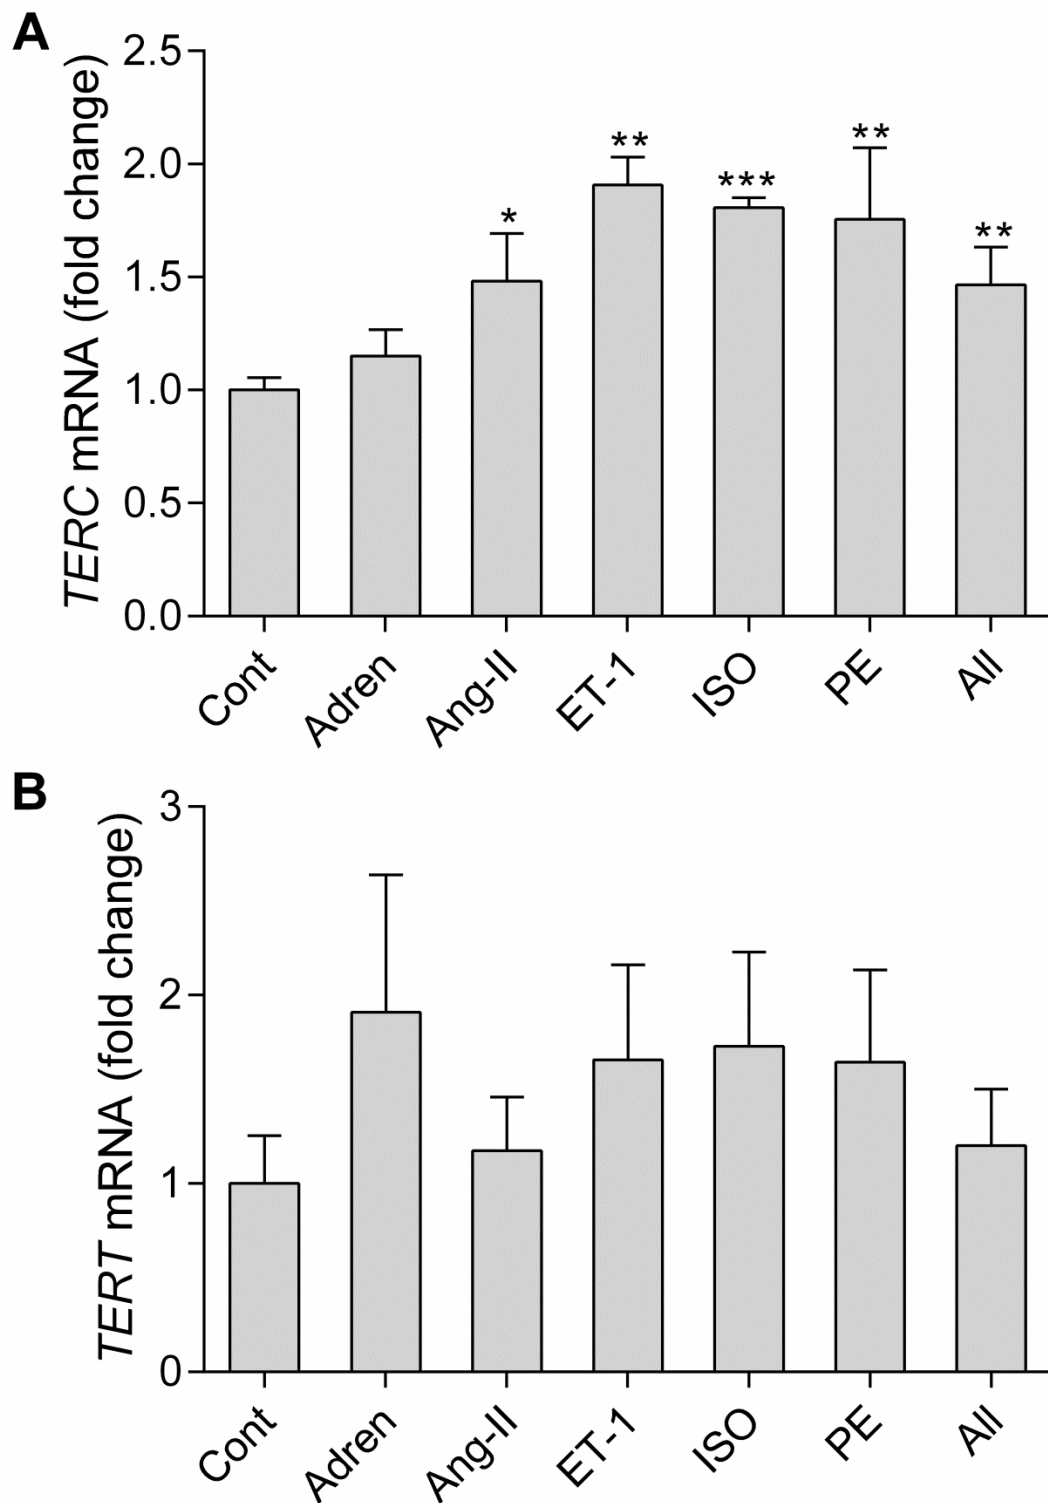 A
TERC mRNA (fold change)
2.5
2.0
1.5
1.0
0.5
0.0
*
**
***
**
**
Cont
Adren
Ang-II
ET-1
ISO
PE
All
B
TERT mRNA (fold change)
3
2
1
0
Cont
Adren
Ang-II
ET-1
ISO
PE
All